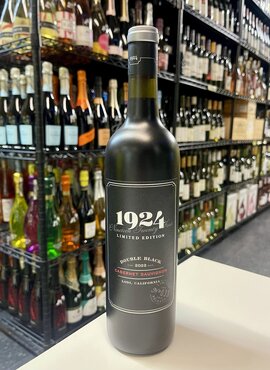 1924
LIMITED EDITION
DOUBLE BLACK
2022
CABERNET SAUVIGNON
LODI, CALIFORNIA